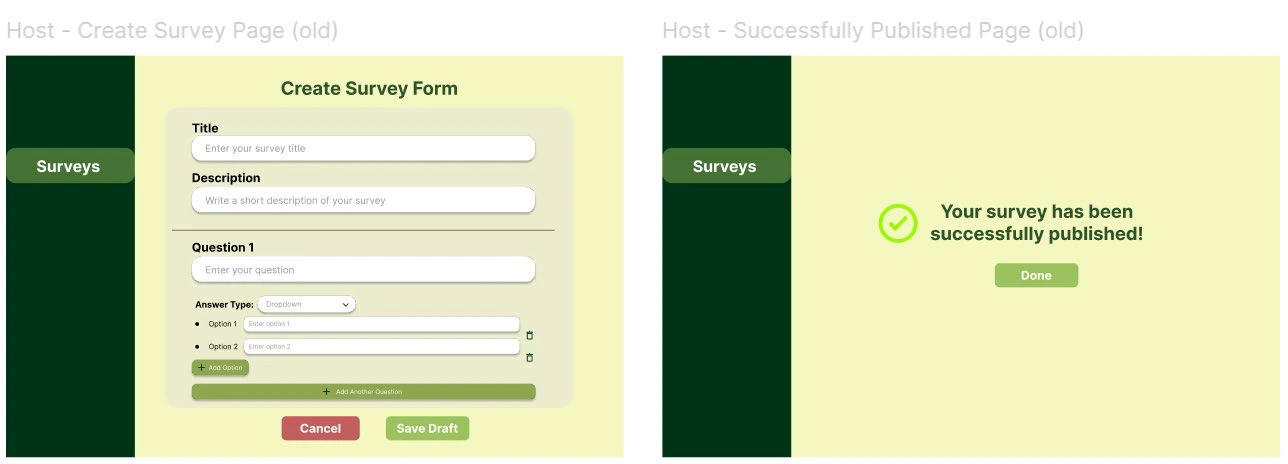 Host - Create Survey Page (old)
Surveys
Create Survey Form
Title
Enter your survey title
Description
Write a short description of your survey
Question 1
Enter your question
Answer Type: Dropdown
Option 1 Enter option 1
Option 2 Enter option 2
+ Add Option
+ Add Another Question
Cancel Save Draft
Host - Successfully Published Page (old)
Surveys
Your survey has been
successfully published!
Done